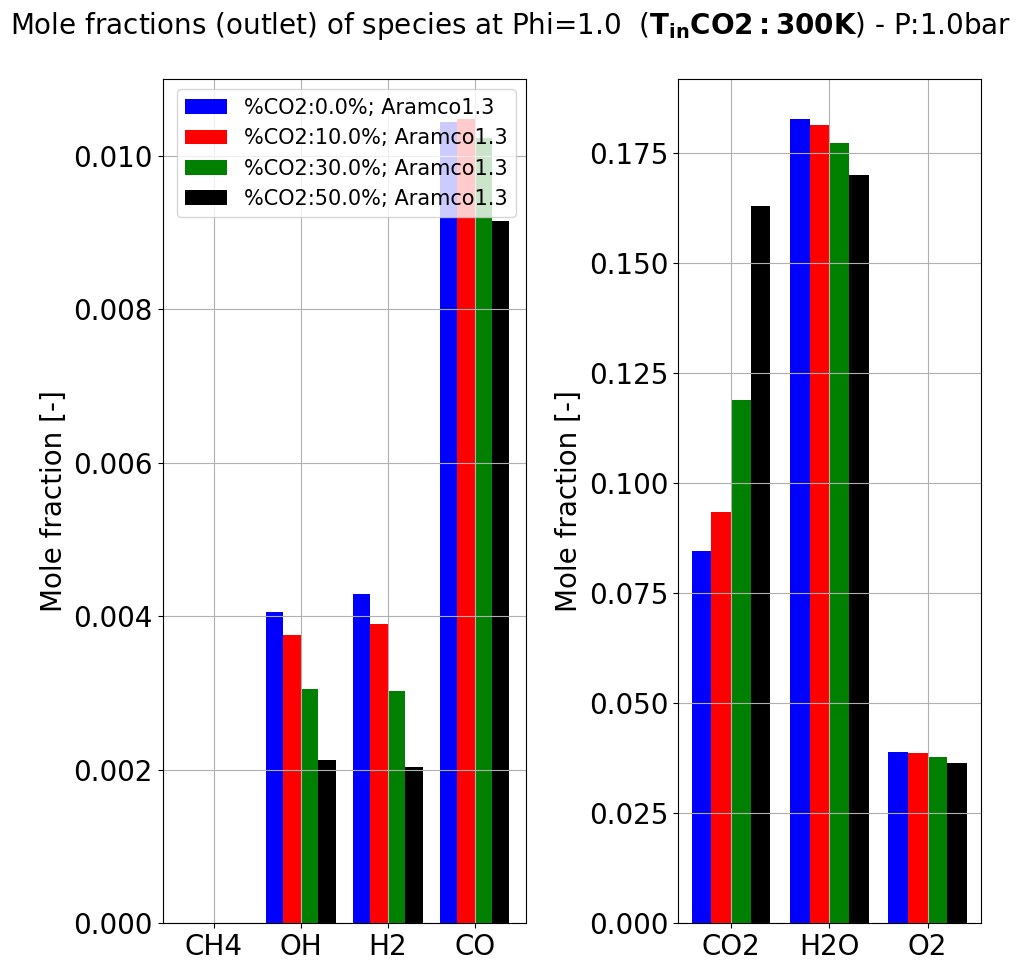 Mole fractions (outlet) of species at Phi=1.0 (T_inCO2 : 300K) - P:1.0bar
%CO2:0.0%; Aramco1.3
%CO2:10.0%; Aramco1.3
%CO2:30.0%; Aramco1.3
%CO2:50.0%; Aramco1.3
Mole fraction [-]
0.010
0.008
0.006
0.004
0.002
0.000
CH4 OH H2 CO
Mole fraction [-]
0.175
0.150
0.125
0.100
0.075
0.050
0.025
0.000
CO2 H2O O2